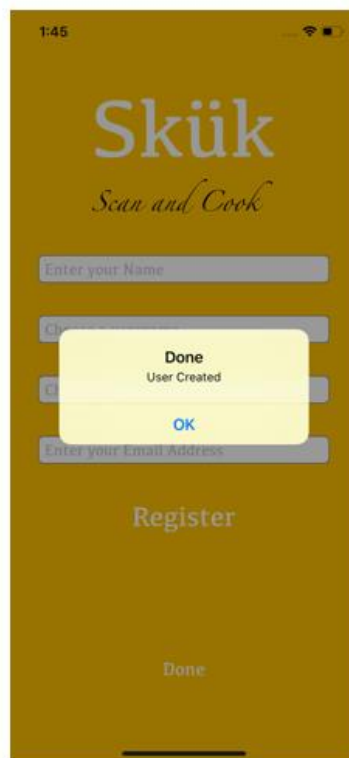 1:45
Skük
Scan and Cook
Enter your Name
Done
User Created
OK
Enter your Email Address
Register
Done